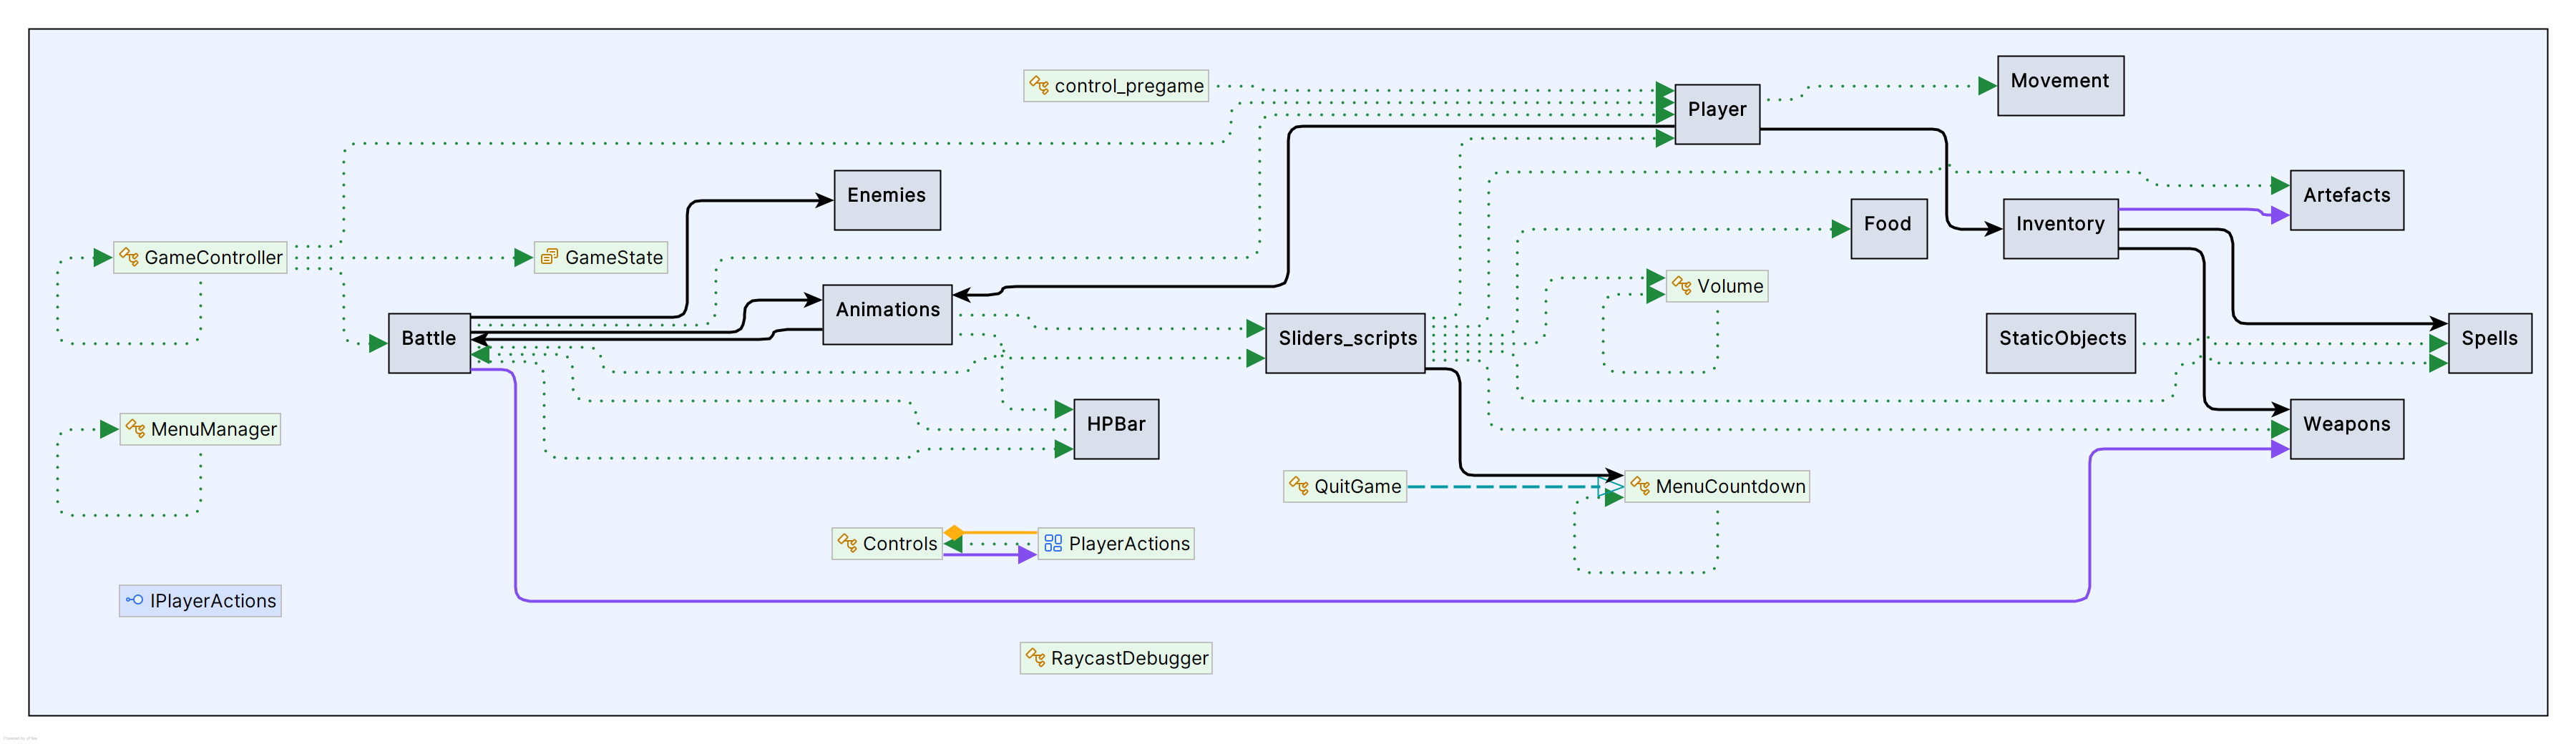 control_pregame
Player
Movement
Enemies
Artefacts
Food
Inventory
GameController
GameState
Volume
Animations
Battle
Sliders_scripts
StaticObjects
Spells
MenuManager
HPBar
Weapons
QuitGame
MenuCountdown
Controls
PlayerActions
IPlayerActions
RaycastDebugger